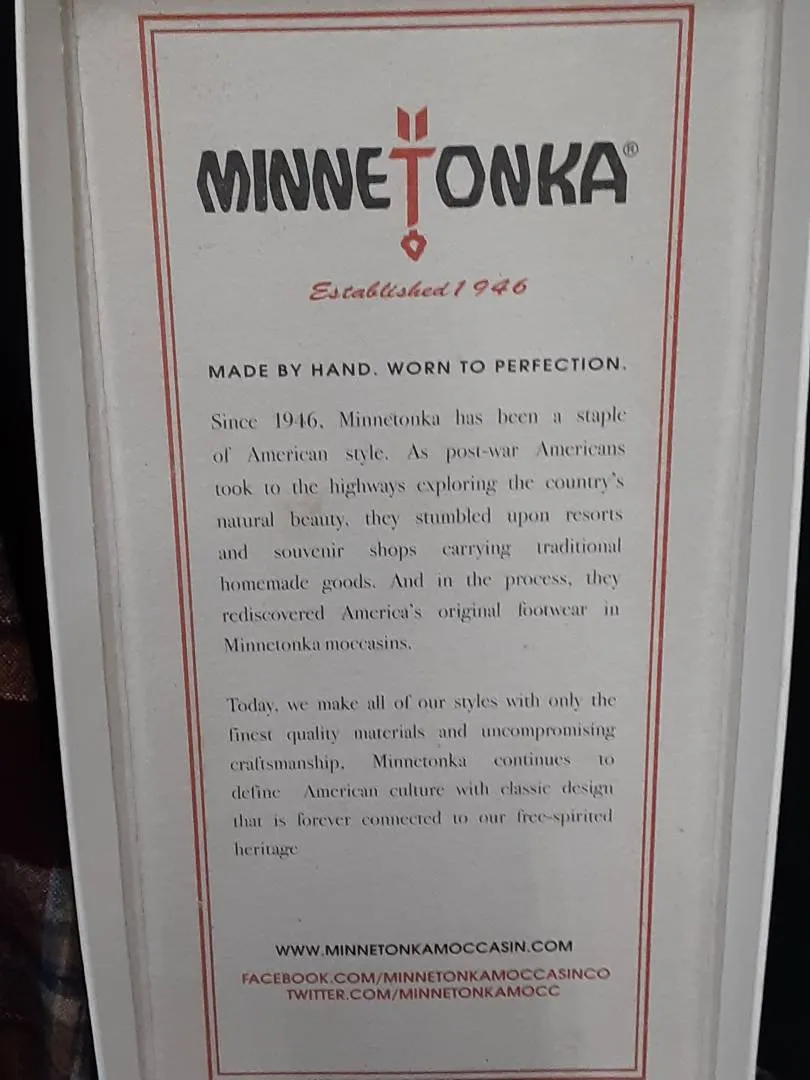 MINNETONKA®
Established 1946
MADE BY HAND. WORN TO PERFECTION.
Since 1946, Minnetonka has been a staple
of American style. As post-war Americans
took to the highways exploring the country's
natural beauty, they stumbled upon resorts
and souvenir shops carrying traditional
homemade goods. And in the process, they
rediscovered America's original footwear in
Minnetonka moccasins.
Today, we make all of our styles with only the
finest quality materials and uncompromising
craftsmanship, Minnetonka continues to
define American culture with classic design
that is forever connected to our free-spirited
heritage
WWW.MINNETONKAMOCCASIN.COM
FACEBOOK.COM/MINNETONKAMOCCASINCO
TWITTER.COM/MINNETONKAMOCC